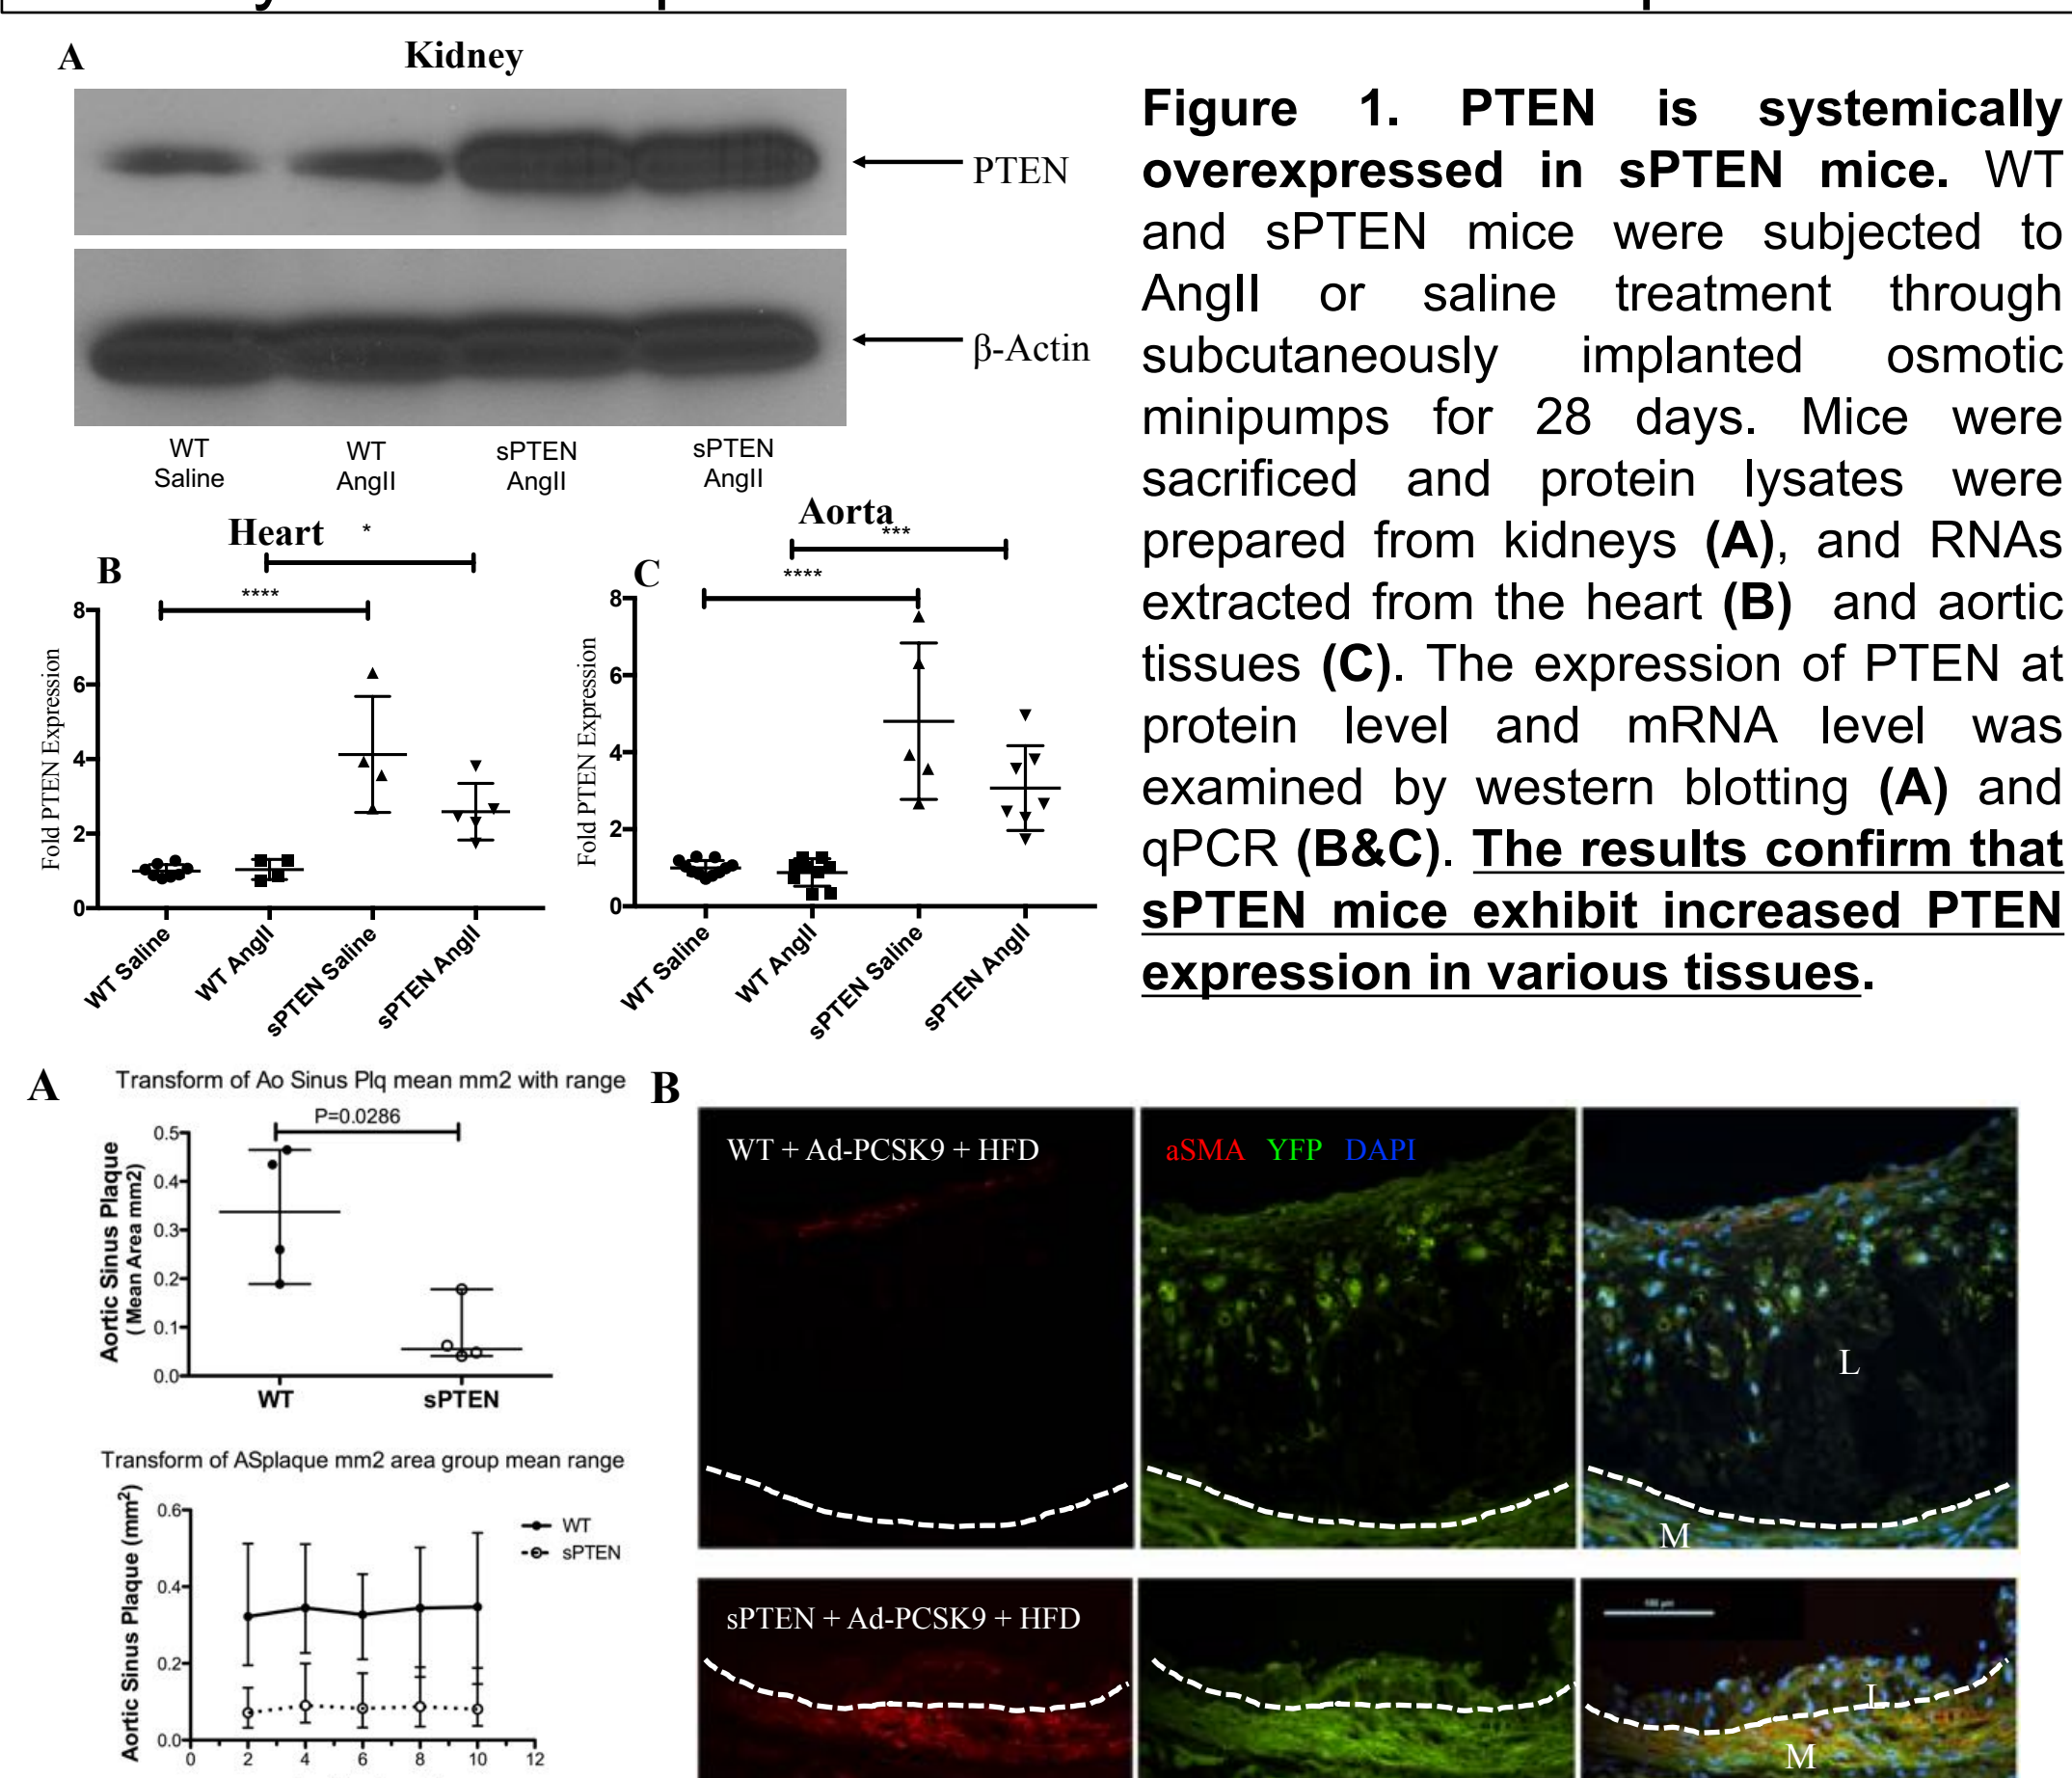 A
Kidney
PTEN
β-Actin
WT
Saline
WT
AngII
sPTEN
AngII
sPTEN
AngII
Figure 1. PTEN is systemically
overexpressed in sPTEN mice. WT
and sPTEN mice were subjected to
AngII or saline treatment through
subcutaneously implanted osmotic
minipumps for 28 days. Mice were
sacrificed and protein lysates were
prepared from kidneys (A), and RNAs
extracted from the heart (B) and aortic
tissues (C). The expression of PTEN at
protein level and mRNA level was
examined by western blotting (A) and
qPCR (B&C). The results confirm that
sPTEN mice exhibit increased PTEN
expression in various tissues.
B
Heart
*
****
Fold PTEN Expression
8
6
4
2
0
WT Saline
WT AngII
sPTEN Saline
sPTEN AngII
C
Aorta
***
****
Fold PTEN Expression
8
6
4
2
0
WT Saline
WT AngII
sPTEN Saline
sPTEN AngII
A
Transform of Ao Sinus Plq mean mm2 with range
P=0.0286
Aortic Sinus Plaque
( Mean Area mm2)
0.5
0.4
0.3
0.2
0.1
0.0
WT
sPTEN
Transform of ASplaque mm2 area group mean range
Aortic Sinus Plaque (mm²)
0.6
0.4
0.2
0.0
WT
sPTEN
0 2 4 6 8 10 12
B
WT + Ad-PCSK9 + HFD
aSMA YFP DAPI
L
M
sPTEN + Ad-PCSK9 + HFD
L
M